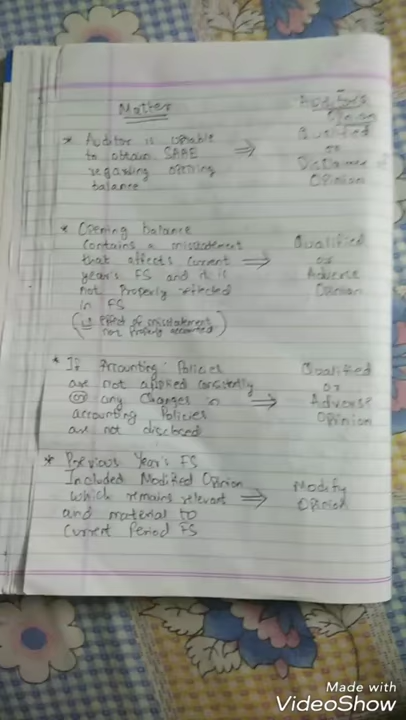 Matter
Auditor's
Opinion
* Auditor is unable
to obtain SAAE
regarding opening
balance
⇒
Qualified
or
Disclaimer of
Opinion
* Opening balance
contains a misstatement
that affects current
year's FS and it is
not Properly reflected
in FS
(i.e Effect of misstatement
not Properly accounted)
⇒
Qualified
or
Adverse
Opinion
* If Accounting Policies
are not applied consistently
or any changes in
accounting Policies
are not disclosed
⇒
Qualified
or
Adverse
Opinion
* Previous Year's FS
Included Modified Opinion
which remains relevant
and material to
Current Period FS
⇒
Modify
Opinion
Made with
VideoShow